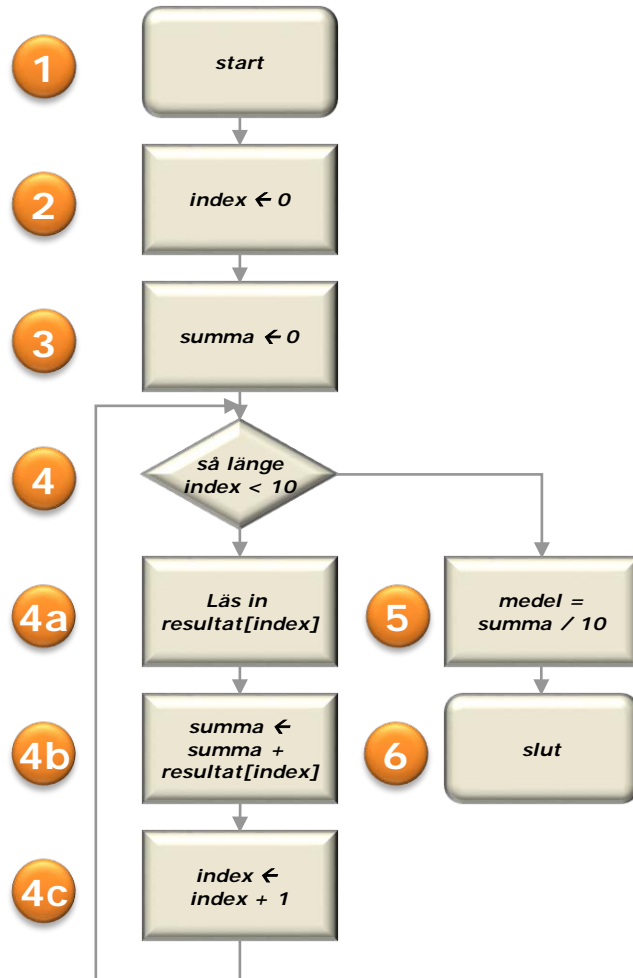 1
start
2
index ← 0
3
summa ← 0
4
så länge
index < 10
4a
Läs in
resultat[index]
5
medel =
summa / 10
4b
summa ←
summa +
resultat[index]
6
slut
4c
index ←
index + 1